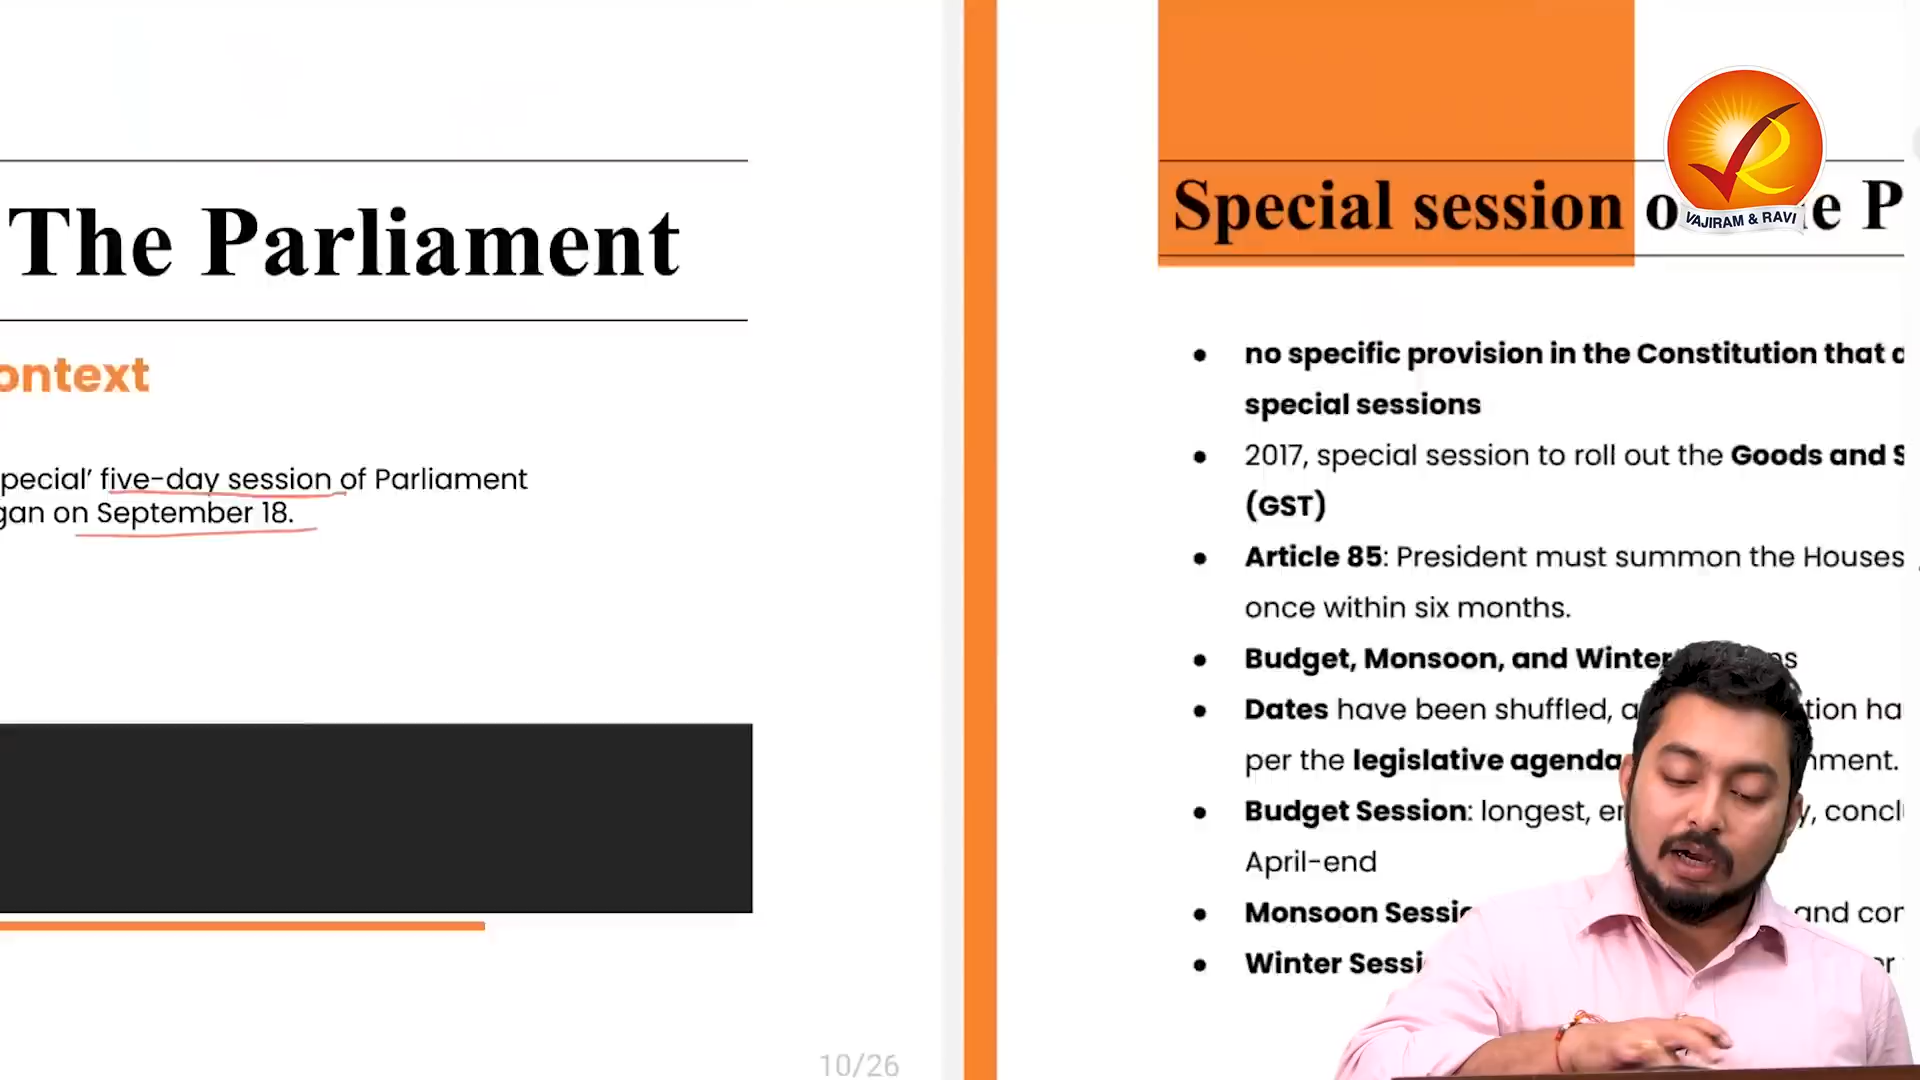 The Parliament
ontext
pecial’ five-day session of Parliament
gan on September 18.
10/26
Special session o e P
VAJIRAM & RAVI
no specific provision in the Constitution that
special sessions
2017, special session to roll out the Goods and S
(GST)
Article 85: President must summon the Houses
once within six months.
Budget, Monsoon, and Winter
Dates have been shuffled, tion ha
per the legislative agenda nment.
Budget Session: longest, concl
April-end
Monsoon Sessi and con
Winter Sessi